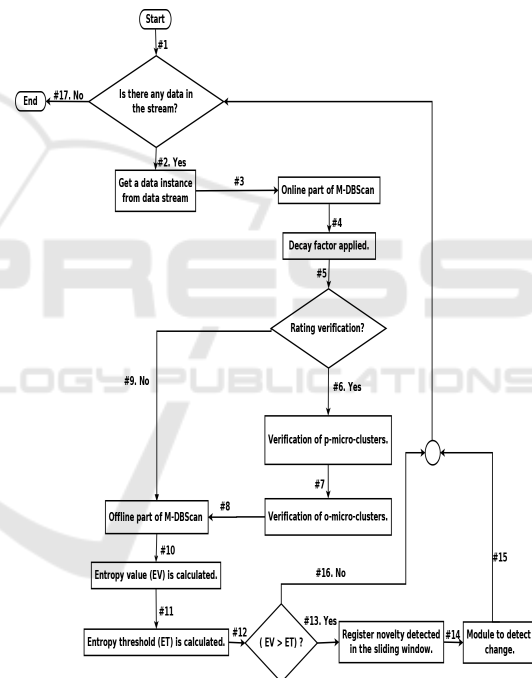 Start
#1
Is there any data in
the stream?
#17. No
End
#2. Yes
Get a data instance
from data stream
#3
Online part of M-DBScan
#4
Decay factor applied.
#5
Rating verification?
#9. No
#6. Yes
Verification of p-micro-clusters.
#7
Verification of o-micro-clusters.
#8
Offline part of M-DBScan
#10
Entropy value (EV) is calculated.
#11
Entropy threshold (ET) is calculated.
#12
( EV > ET) ?
#16. No
#13. Yes
Register novelty detected
in the sliding window.
#14
Module to detect
change.
#15
PRESS
LOGY PUBLICATIONS